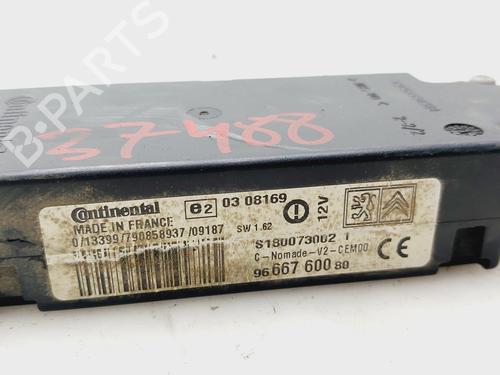 B-PARTS
37488
Continental
MADE IN FRANCE
0/13399/790858937/09187
e2
03 08169
SW 1.62
12V
S180073002 I
C-Nomade-V2-CEM00
96 667 600 80
CE